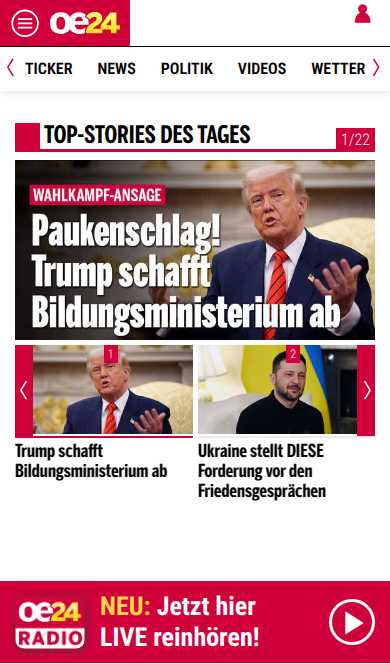 oe24
TICKER NEWS POLITIK VIDEOS WETTER
TOP-STORIES DES TAGES
1/22
WAHLKAMPF-ANSAGE
Paukenschlag!
Trump schafft
Bildungsministerium ab
1
2
Trump schafft
Bildungsministerium ab
Ukraine stellt DIESE
Forderung vor den
Friedensgesprächen
oe24
RADIO
NEU: Jetzt hier
LIVE reinhören!